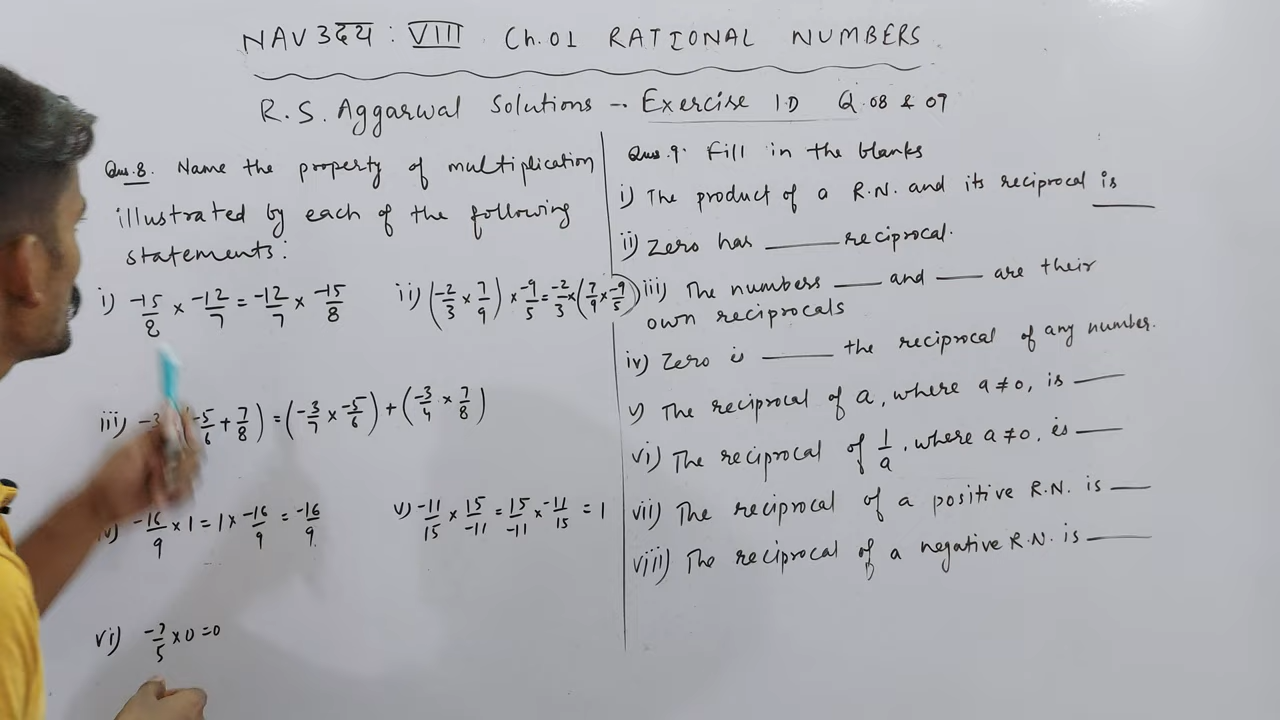 NAV उदय : VIII Ch.01 RATIONAL NUMBERS
R.S. Aggarwal Solutions -- Exercise 1.D Q.08 & 07
Ques.8. Name the property of multiplication
illustrated by each of the following
statements:
i) -15/8 × -12/7 = -12/7 × -15/8
ii) (-2/3 × 7/9) × -9/5 = -2/3 × (7/9 × -9/5)
iii) -3 (-5/6 + 7/8) = (-3/7 × -5/6) + (-3/4 × 7/8)
-16/9 × 1 = 1 × -16/9 = -16/9
v) -11/15 × 15/-11 = 15/-11 × -11/15 = 1
vi) -7/5 × 0 = 0
Ques.9. Fill in the blanks
i) The product of a R.N. and its reciprocal is ____
ii) Zero has ____ reciprocal.
iii) The numbers ____ and ____ are their
own reciprocals
iv) Zero is ____ the reciprocal of any number.
v) The reciprocal of a, where a ≠ 0, is ____
vi) The reciprocal of 1/a, where a ≠ 0, is ____
vii) The reciprocal of a positive R.N. is ____
viii) The reciprocal of a negative R.N. is ____